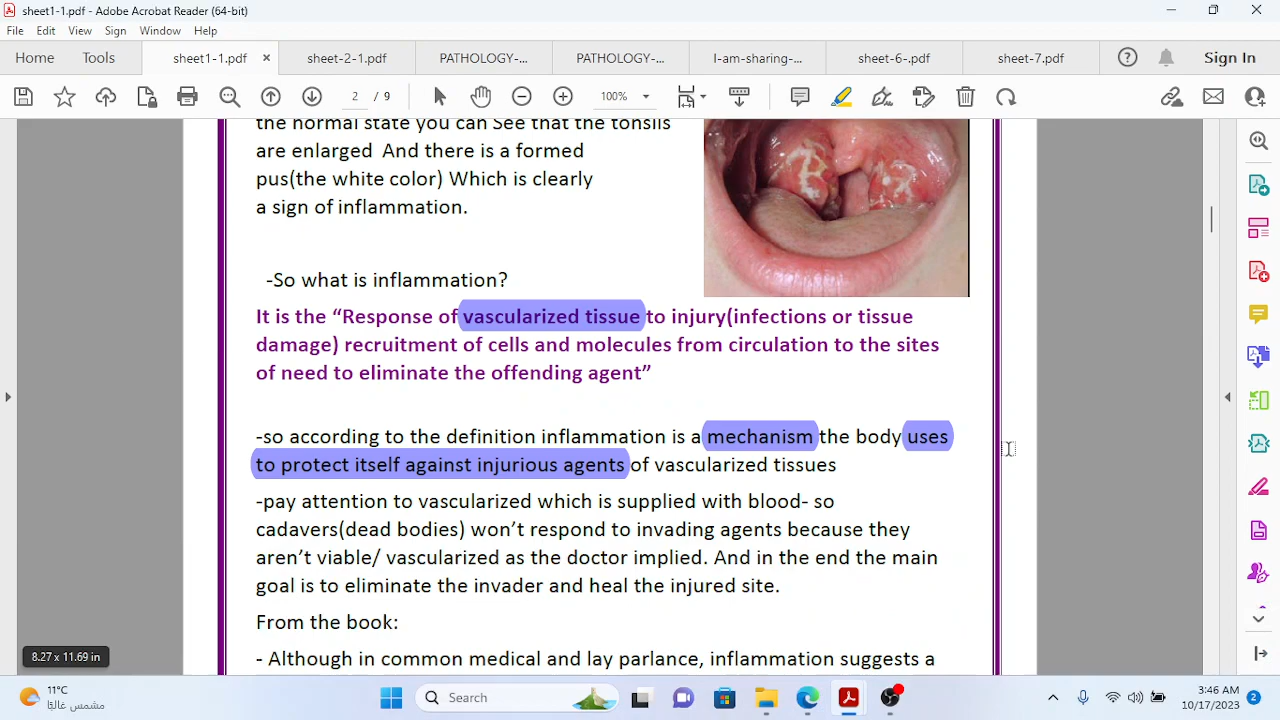 sheet1-1.pdf - Adobe Acrobat Reader (64-bit)
File Edit View Sign Window Help
Home Tools sheet1-1.pdf × sheet-2-1.pdf PATHOLOGY-... PATHOLOGY-... I-am-sharing-... sheet-6-.pdf sheet-7.pdf Sign In
2 / 9 100%
the normal state you can See that the tonsils
are enlarged And there is a formed
pus(the white color) Which is clearly
a sign of inflammation.
-So what is inflammation?
It is the “Response of vascularized tissue to injury(infections or tissue
damage) recruitment of cells and molecules from circulation to the sites
of need to eliminate the offending agent”
-so according to the definition inflammation is a mechanism the body uses
to protect itself against injurious agents of vascularized tissues
-pay attention to vascularized which is supplied with blood- so
cadavers(dead bodies) won’t respond to invading agents because they
aren’t viable/ vascularized as the doctor implied. And in the end the main
goal is to eliminate the invader and heal the injured site.
From the book:
- Although in common medical and lay parlance, inflammation suggests a
8.27 x 11.69 in
11°C
مشمس غالبًا
Search
3:46 AM
10/17/2023
2